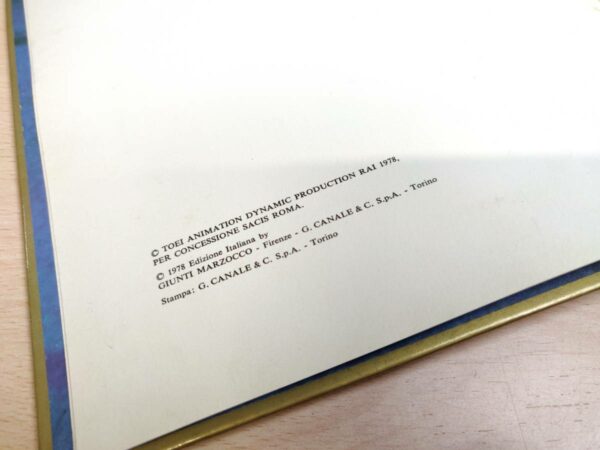 © TOEI ANIMATION DYNAMIC PRODUCTION RAI 1978,
PER CONCESSIONE SACIS ROMA.
© 1978 Edizione Italiana by
GIUNTI MARZOCCO - Firenze - G. CANALE & C. S.p.A. - Torino
Stampa: G. CANALE & C. S.p.A. - Torino